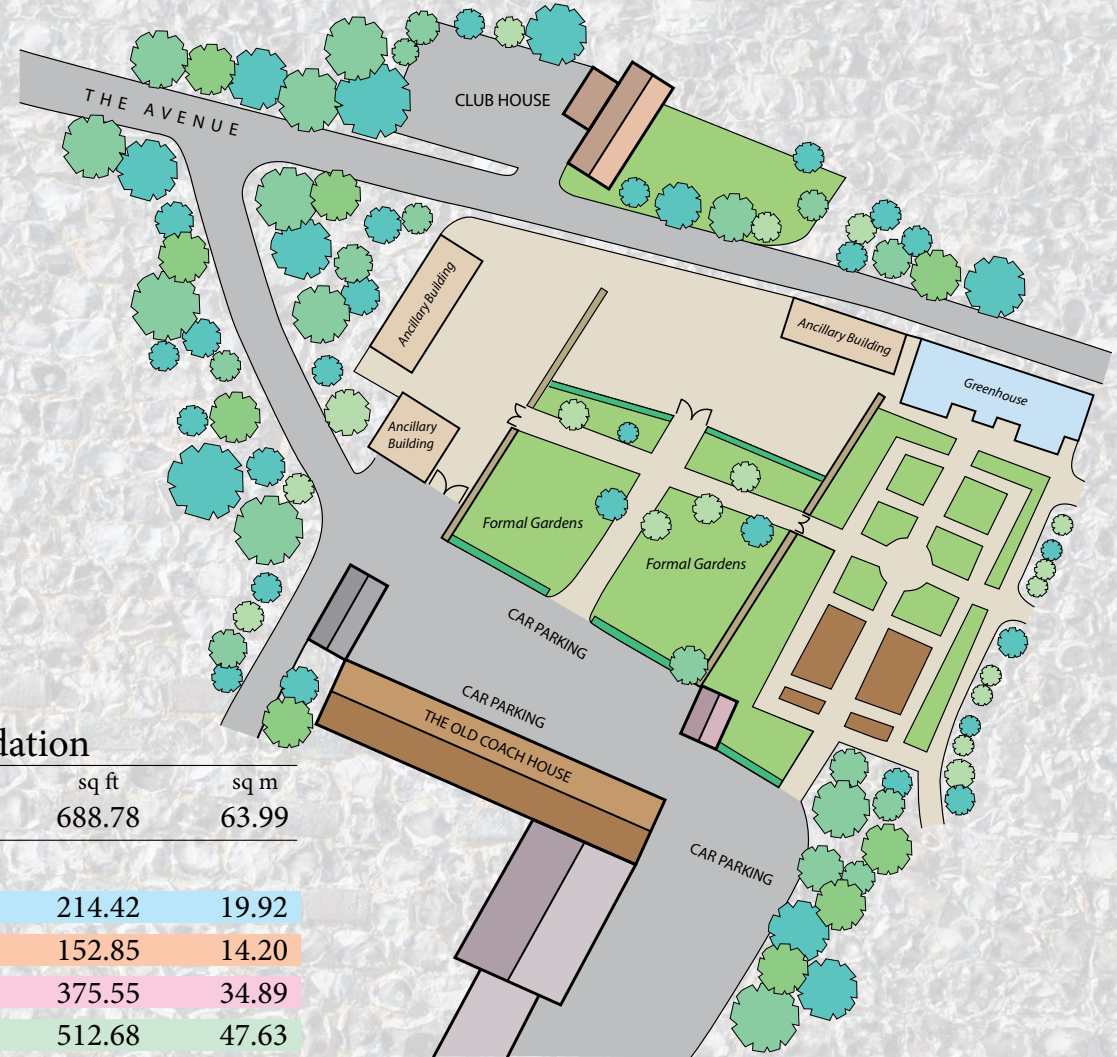 THE AVENUE
CLUB HOUSE
Ancillary Building
Ancillary Building
Greenhouse
Ancillary
Building
Formal Gardens
Formal Gardens
CAR PARKING
CAR PARKING
THE OLD COACH HOUSE
CAR PARKING
dation
sq ft sq m
688.78 63.99
214.42 19.92
152.85 14.20
375.55 34.89
512.68 47.63